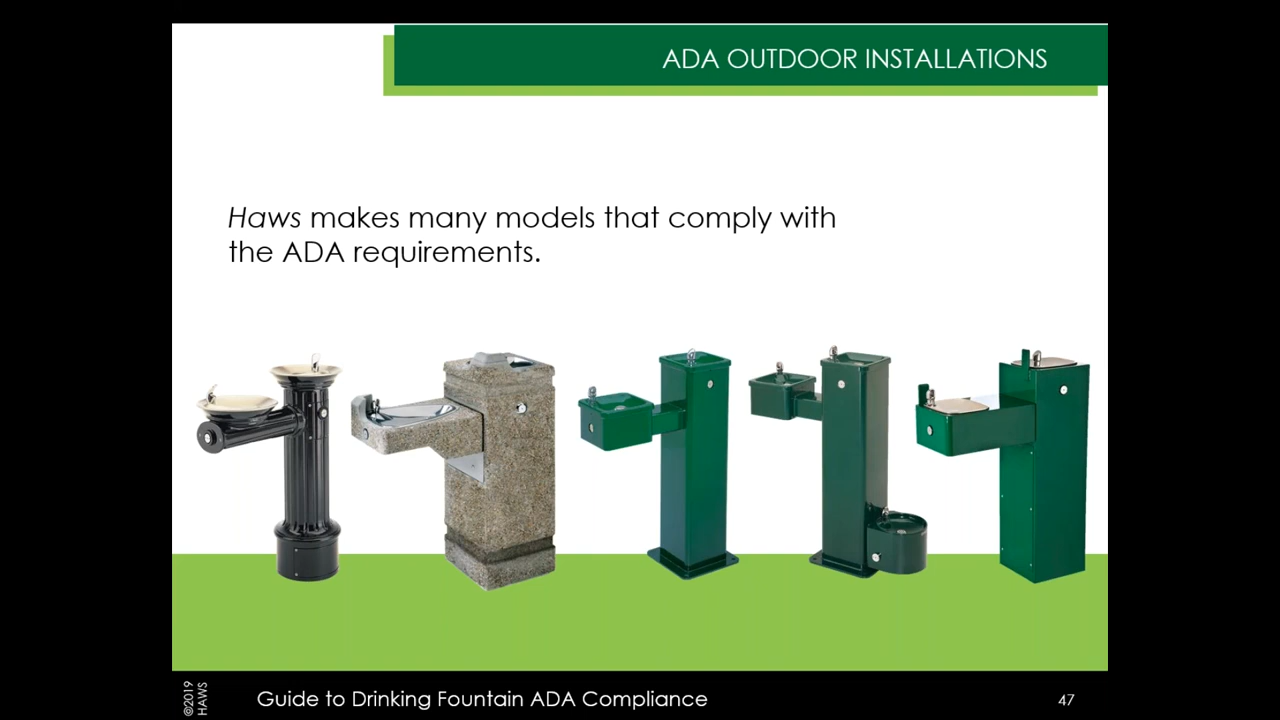 ADA OUTDOOR INSTALLATIONS
Haws makes many models that comply with
the ADA requirements.
©2019
HAWS
Guide to Drinking Fountain ADA Compliance
47